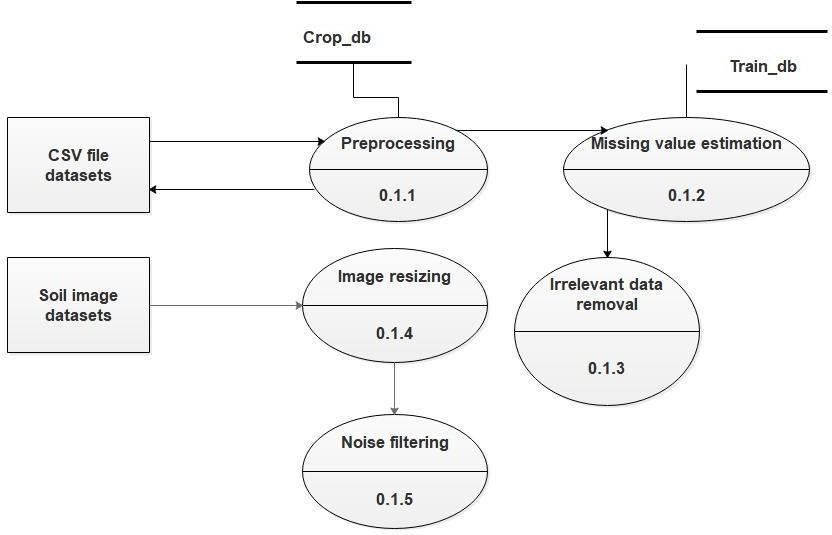 Crop_db
Train_db
CSV file
datasets
Preprocessing
0.1.1
Missing value estimation
0.1.2
Soil image
datasets
Image resizing
0.1.4
Irrelevant data
removal
0.1.3
Noise filtering
0.1.5